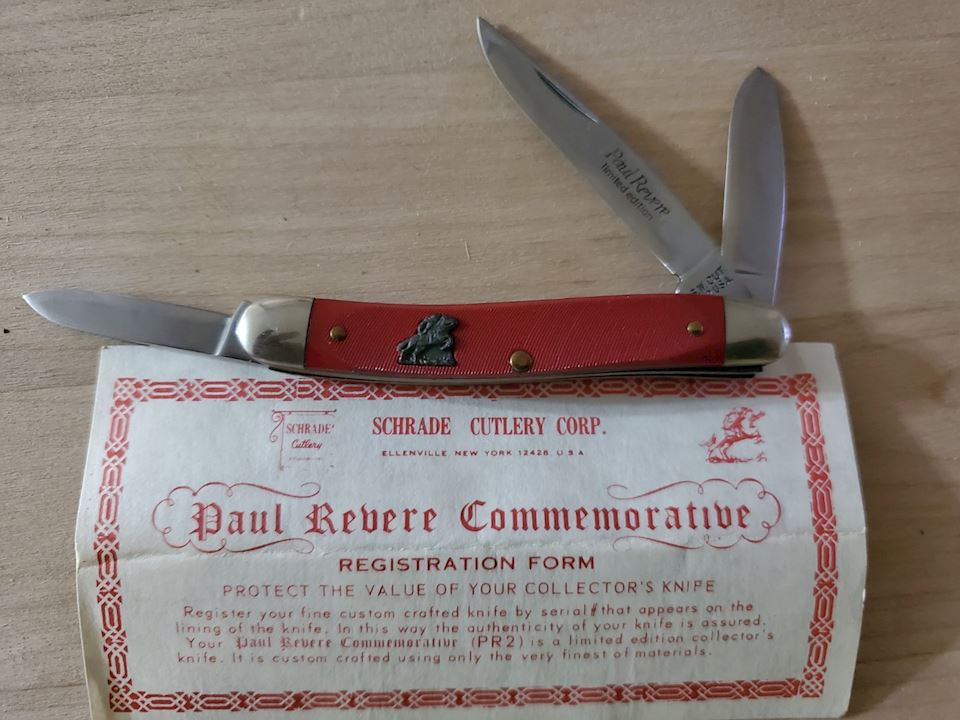 Paul Revere
limited edition
SCHRADE
Cutlery
SCHRADE CUTLERY CORP.
ELLENVILLE NEW YORK 12428 U S A
Paul Revere Commemorative
REGISTRATION FORM
PROTECT THE VALUE OF YOUR COLLECTOR'S KNIFE
Register your fine custom crafted knife by serial# that appears on the
lining of the knife. In this way the authenticity of your knife is assured.
Your Paul Revere Commemorative (PR2) is a limited edition collector's
knife. It is custom crafted using only the very finest of materials.